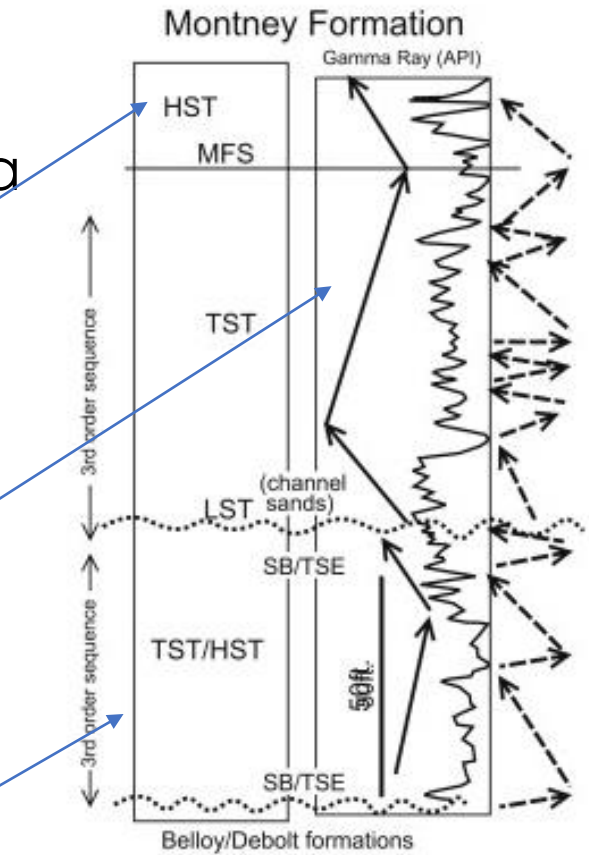 Montney Formation
Gamma Ray (API)
HST
MFS
a
3rd order sequence
TST
(channel
sands)
LST
SB/TSE
3rd order sequence
TST/HST
SB/TSE
Belloy/Debolt formations